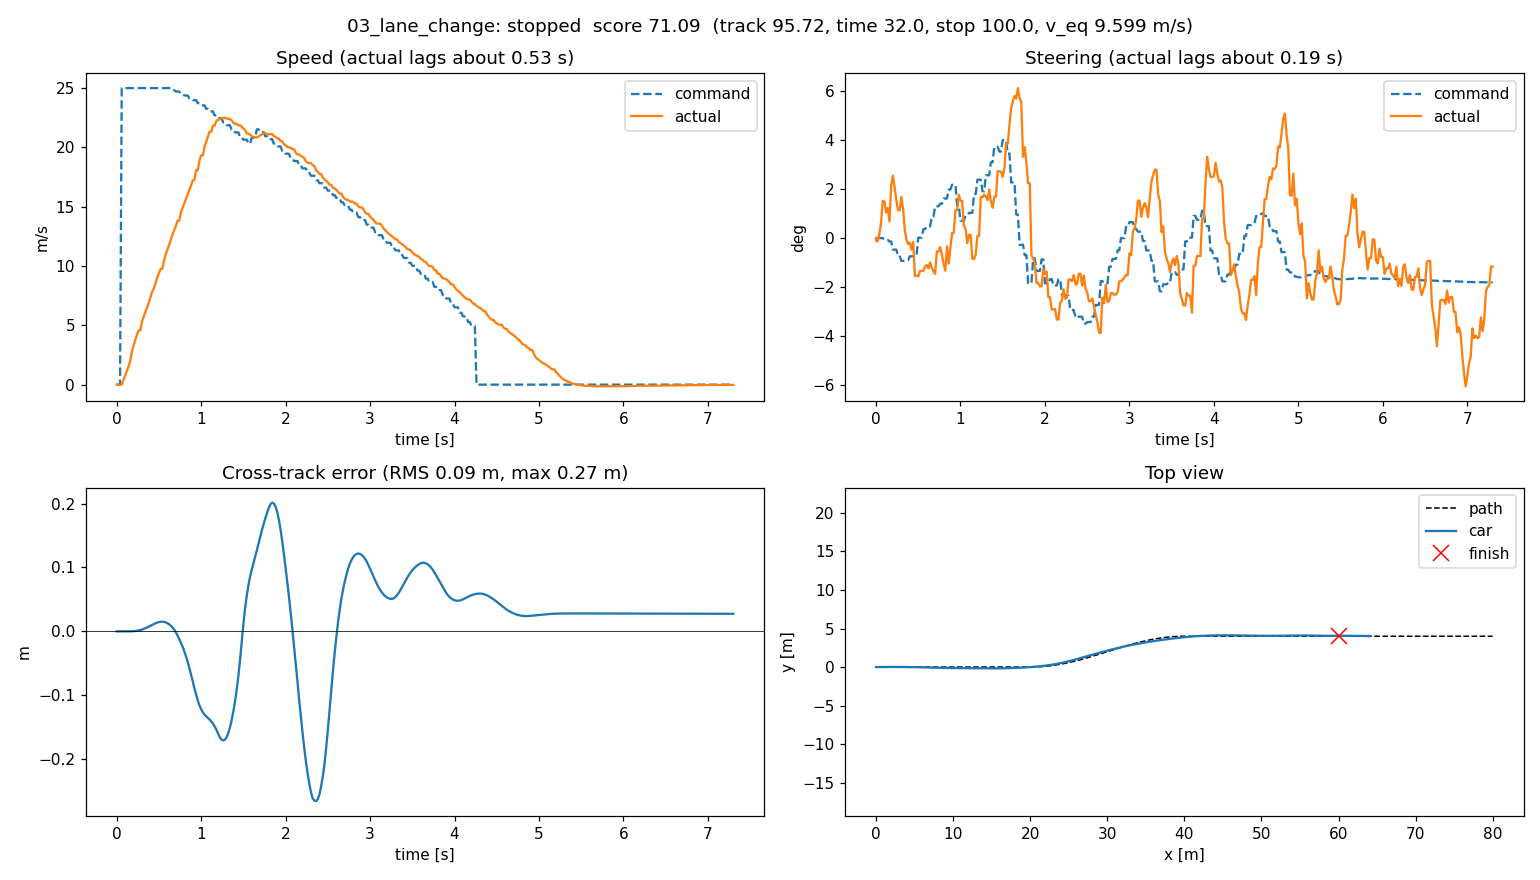 03_lane_change: stopped  score 71.09  (track 95.72, time 32.0, stop 100.0, v_eq 9.599 m/s)
Speed (actual lags about 0.53 s)
25
20
15
10
5
0
m/s
command
actual
0 1 2 3 4 5 6 7
time [s]
Steering (actual lags about 0.19 s)
6
4
2
0
−2
−4
−6
deg
command
actual
0 1 2 3 4 5 6 7
time [s]
Cross-track error (RMS 0.09 m, max 0.27 m)
0.2
0.1
0.0
−0.1
−0.2
m
0 1 2 3 4 5 6 7
time [s]
Top view
20
15
10
5
0
−5
−10
−15
y [m]
path
car
finish
0 10 20 30 40 50 60 70 80
x [m]